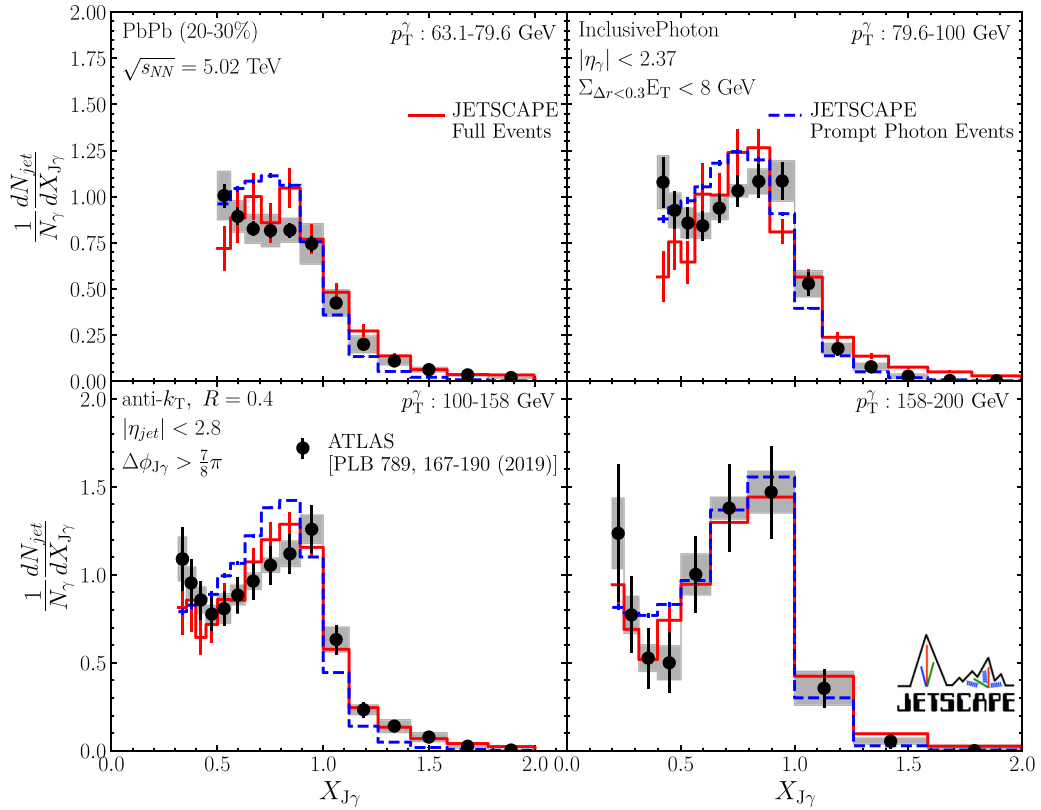 PbPb (20-30%)
√s_NN = 5.02 TeV
p_T^γ : 63.1-79.6 GeV
JETSCAPE
Full Events
InclusivePhoton
|η_γ| < 2.37
Σ_Δr<0.3 E_T < 8 GeV
p_T^γ : 79.6-100 GeV
JETSCAPE
Prompt Photon Events
1/N_γ dN_jet/dX_Jγ
2.00
1.75
1.50
1.25
1.00
0.75
0.50
0.25
0.00
anti-k_T, R = 0.4
|η_jet| < 2.8
Δφ_Jγ > 7/8 π
p_T^γ : 100-158 GeV
ATLAS
[PLB 789, 167-190 (2019)]
p_T^γ : 158-200 GeV
JETSCAPE
1/N_γ dN_jet/dX_Jγ
2.0
1.5
1.0
0.5
0.0
0.0 0.5 1.0 1.5 2.0 0.0 0.5 1.0 1.5 2.0
X_Jγ X_Jγ